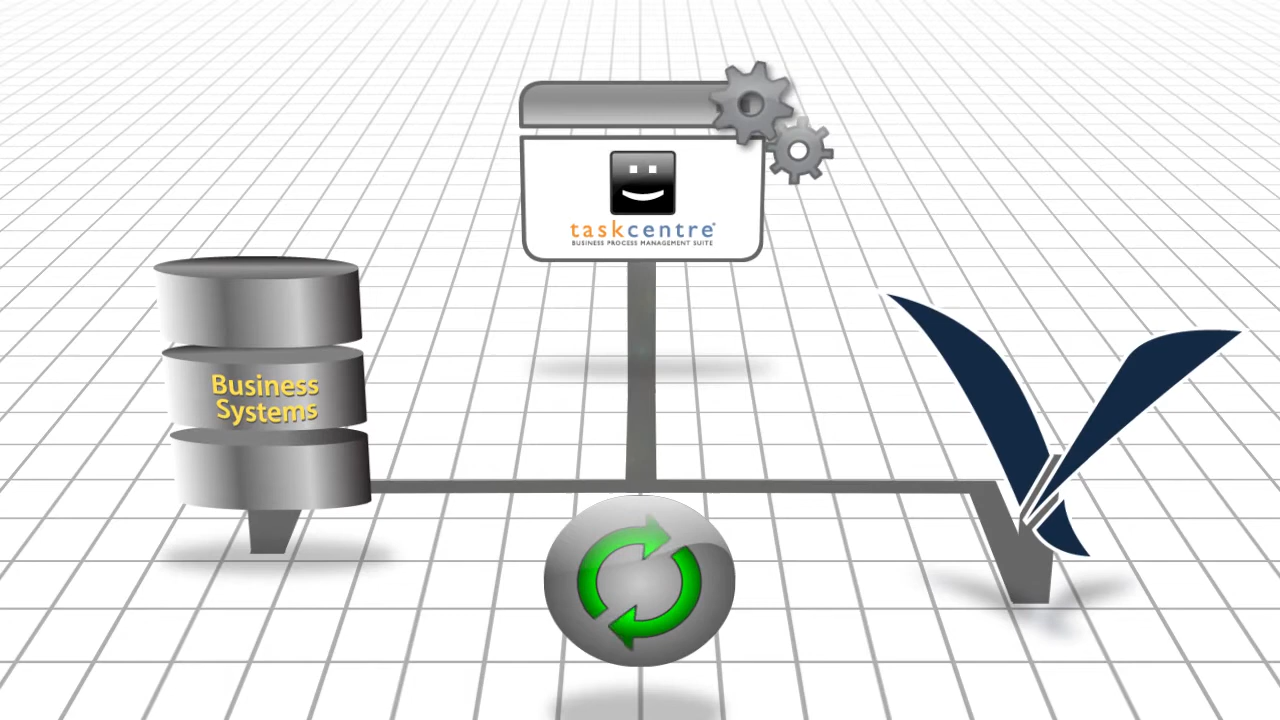 taskcentre®
BUSINESS PROCESS MANAGEMENT SUITE
Business
Systems